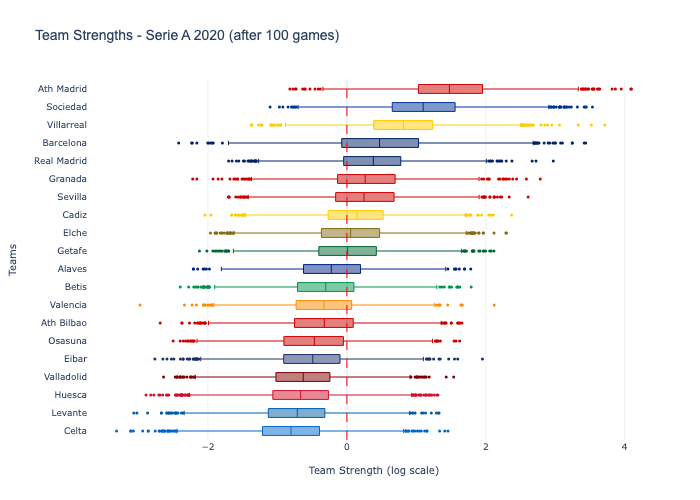 Team Strengths - Serie A 2020 (after 100 games)
Ath Madrid
Sociedad
Villarreal
Barcelona
Real Madrid
Granada
Sevilla
Cadiz
Elche
Getafe
Alaves
Betis
Valencia
Ath Bilbao
Osasuna
Eibar
Valladolid
Huesca
Levante
Celta
Teams
−2
0
2
4
Team Strength (log scale)